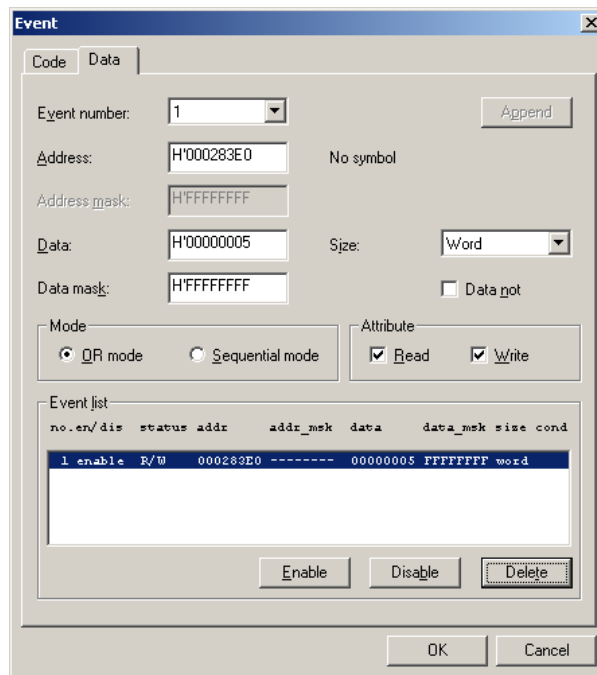 Event
Code Data
Event number: 1 Append
Address: H'000283E0 No symbol
Address mask: H'FFFFFFFF
Data: H'00000005 Size: Word
Data mask: H'FFFFFFFF Data not
Mode Attribute
OR mode Sequential mode Read Write
Event list
no.en/dis status addr addr_msk data data_msk size cond
1 enable R/W 000283E0 -------- 00000005 FFFFFFFF word
Enable Disable Delete
OK Cancel